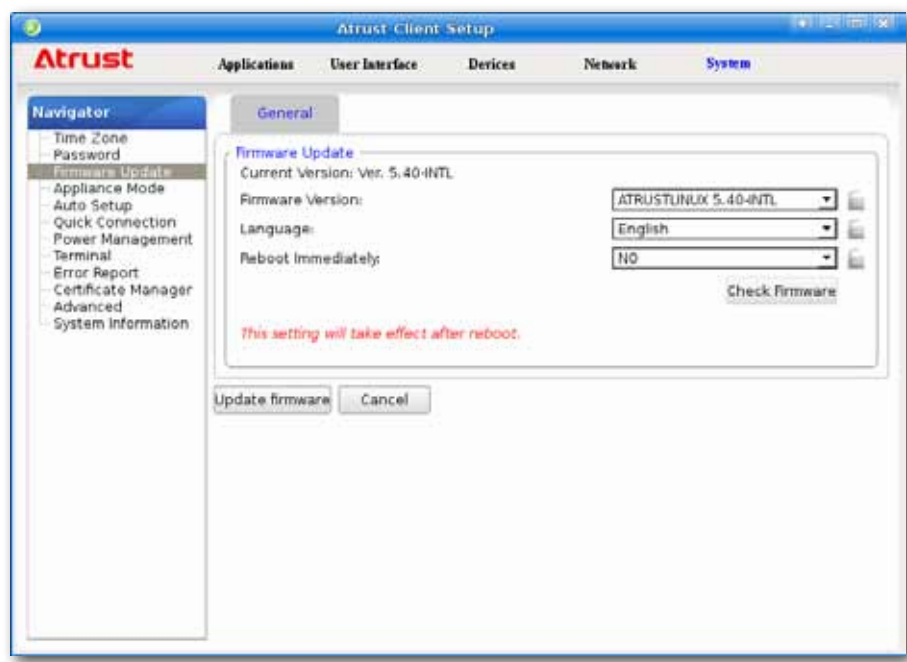 Atrust Client Setup
Atrust
Applications User Interface Devices Network System
Navigator
Time Zone
Password
Firmware Update
Appliance Mode
Auto Setup
Quick Connection
Power Management
Terminal
Error Report
Certificate Manager
Advanced
System Information
General
Firmware Update
Current Version: Ver. 5.40-INTL
Firmware Version: ATRUSTLINUX 5.40-INTL
Language: English
Reboot Immediately: NO
Check Firmware
This setting will take effect after reboot.
Update firmware Cancel